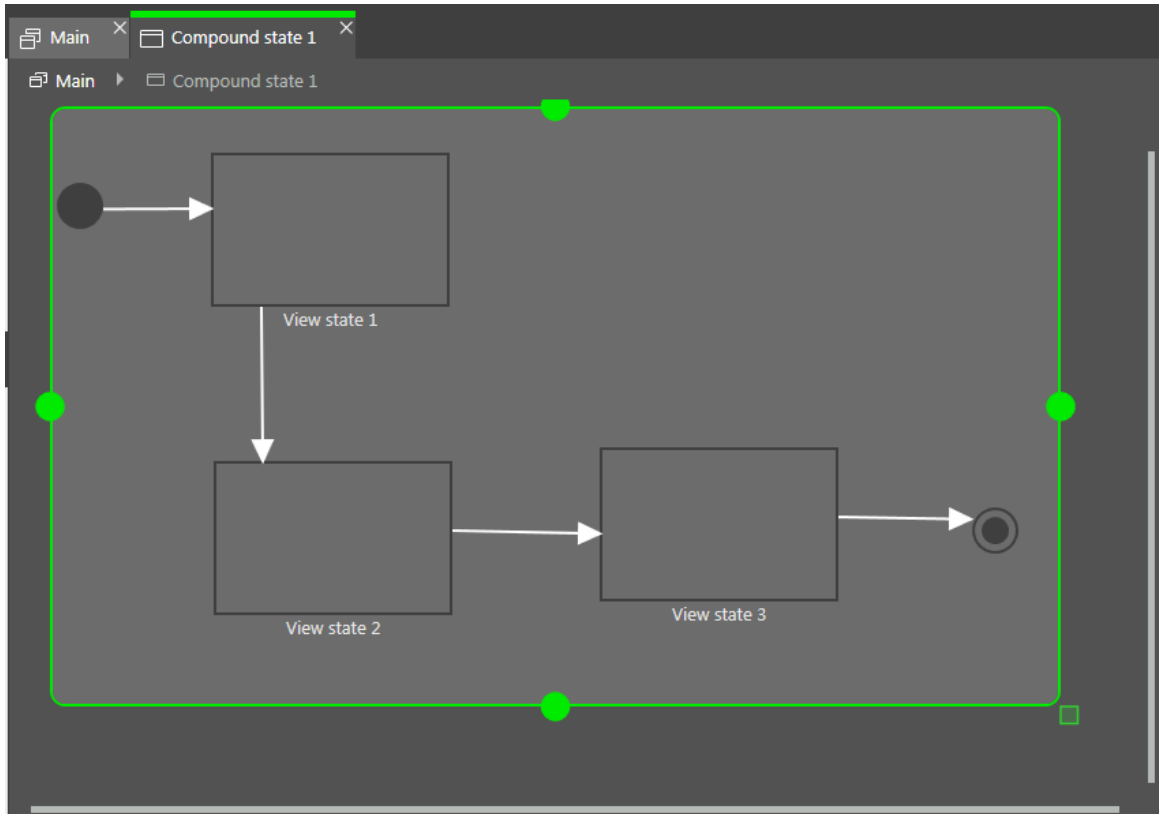 Main
Compound state 1
Main
Compound state 1
View state 1
View state 2
View state 3